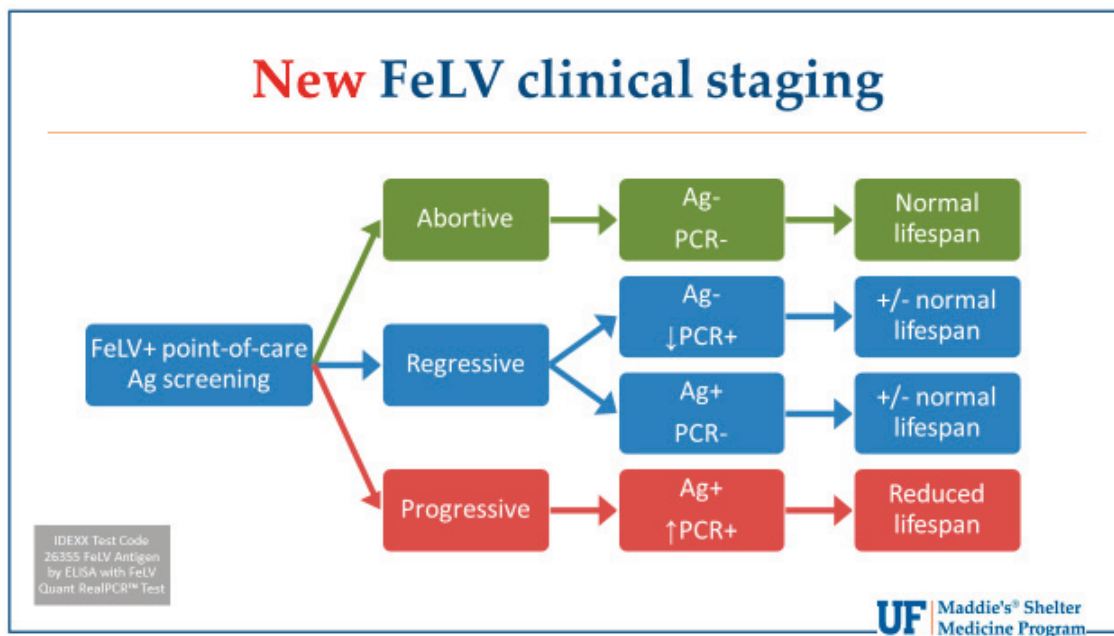 New FeLV clinical staging
Abortive
Ag-
PCR-
Normal
lifespan
FeLV+ point-of-care
Ag screening
Regressive
Ag-
↓PCR+
+/- normal
lifespan
Ag+
PCR-
+/- normal
lifespan
Progressive
Ag+
↑PCR+
Reduced
lifespan
IDEXX Test Code
26355 FeLV Antigen
by ELISA with FeLV
Quant RealPCR™ Test
UF
Maddie's® Shelter
Medicine Program